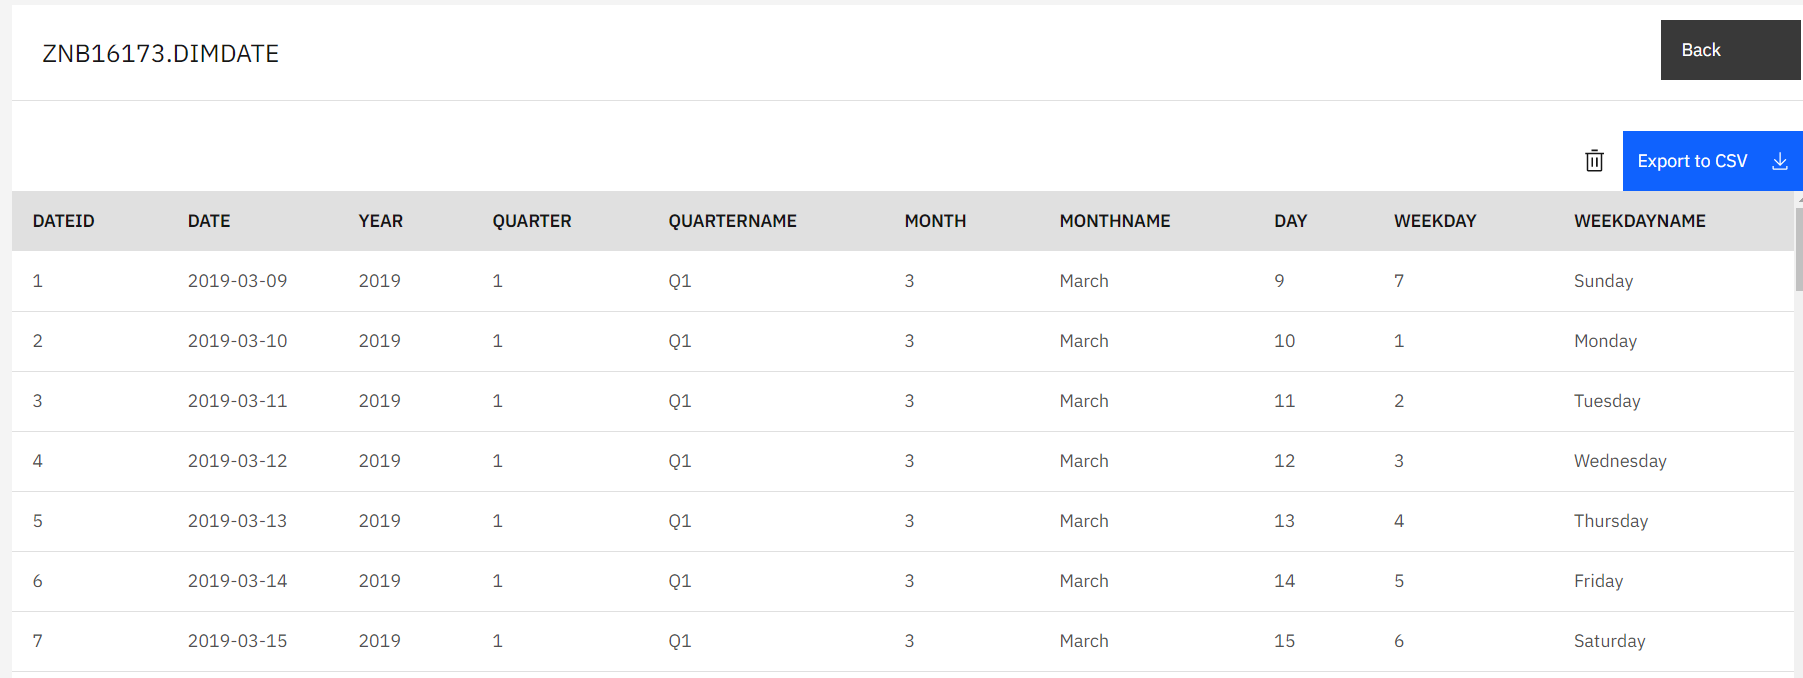 ZNB16173.DIMDATE
Back
Export to CSV
DATEID DATE YEAR QUARTER QUARTERNAME MONTH MONTHNAME DAY WEEKDAY WEEKDAYNAME
1 2019-03-09 2019 1 Q1 3 March 9 7 Sunday
2 2019-03-10 2019 1 Q1 3 March 10 1 Monday
3 2019-03-11 2019 1 Q1 3 March 11 2 Tuesday
4 2019-03-12 2019 1 Q1 3 March 12 3 Wednesday
5 2019-03-13 2019 1 Q1 3 March 13 4 Thursday
6 2019-03-14 2019 1 Q1 3 March 14 5 Friday
7 2019-03-15 2019 1 Q1 3 March 15 6 Saturday